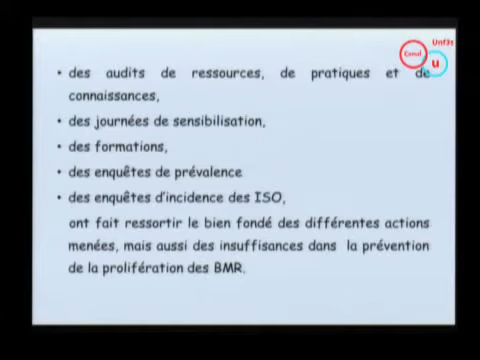 Unf3s
Canal
u
• des audits de ressources, de pratiques et de
connaissances,
• des journées de sensibilisation,
• des formations,
• des enquêtes de prévalence
• des enquêtes d'incidence des ISO,
ont fait ressortir le bien fondé des différentes actions
menées, mais aussi des insuffisances dans la prévention
de la prolifération des BMR.